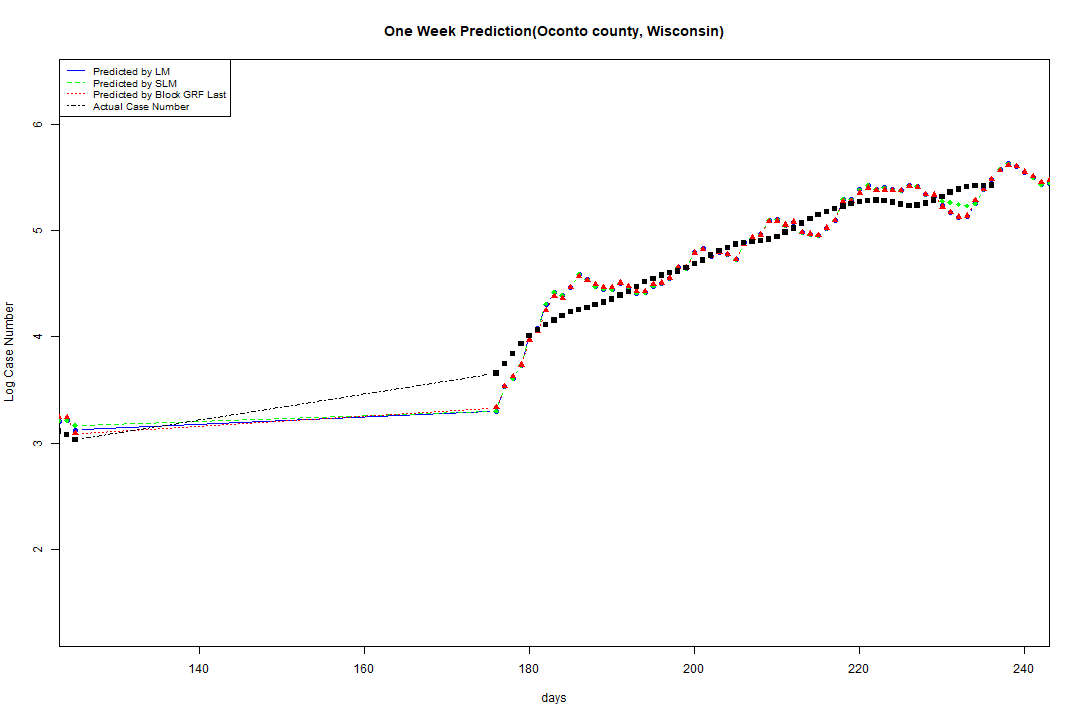 One Week Prediction(Oconto county, Wisconsin)
Predicted by LM
Predicted by SLM
Predicted by Block GRF Last
Actual Case Number
Log Case Number
6
5
4
3
2
140 160 180 200 220 240
days